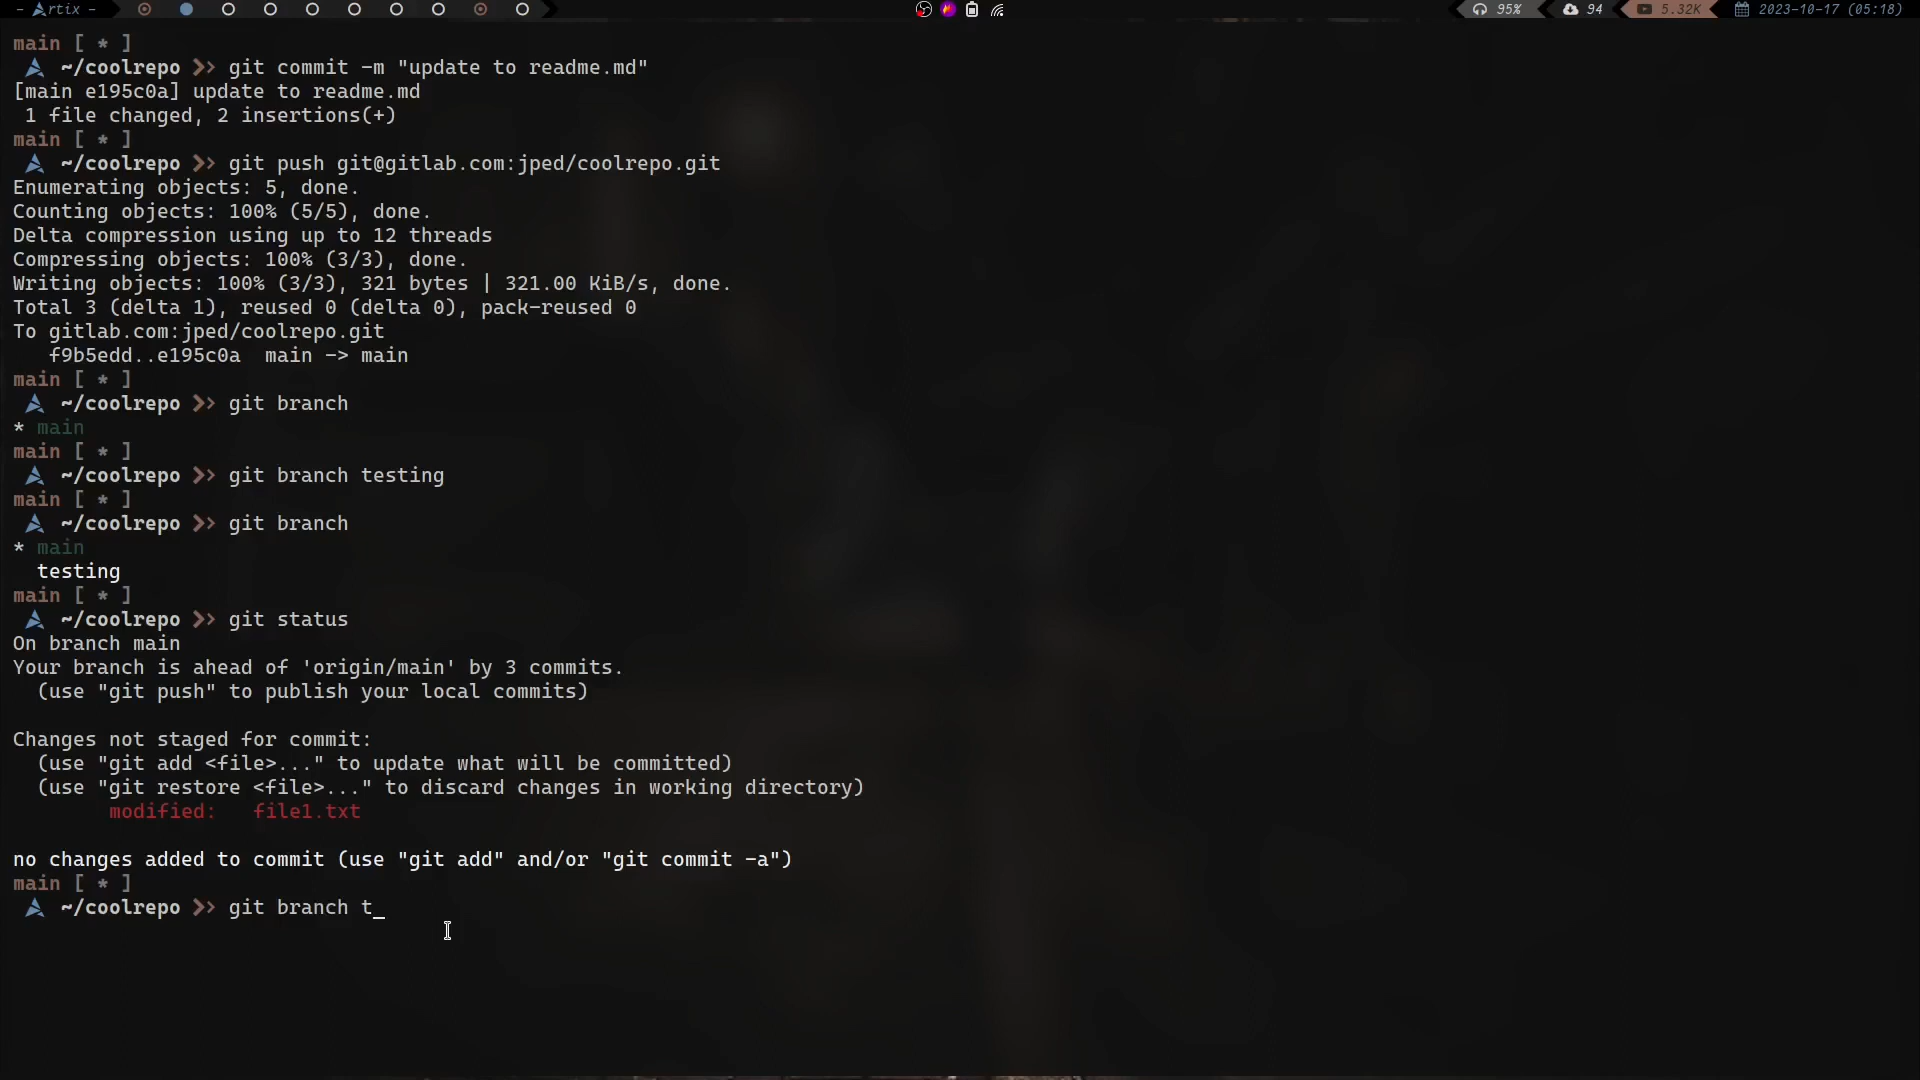 - Artix -
95%
94
5.32K
2023-10-17 (05:18)
main [ * ]
~/coolrepo >> git commit -m "update to readme.md"
[main e195c0a] update to readme.md
1 file changed, 2 insertions(+)
main [ * ]
~/coolrepo >> git push git@gitlab.com:jped/coolrepo.git
Enumerating objects: 5, done.
Counting objects: 100% (5/5), done.
Delta compression using up to 12 threads
Compressing objects: 100% (3/3), done.
Writing objects: 100% (3/3), 321 bytes | 321.00 KiB/s, done.
Total 3 (delta 1), reused 0 (delta 0), pack-reused 0
To gitlab.com:jped/coolrepo.git
f9b5edd..e195c0a  main -> main
main [ * ]
~/coolrepo >> git branch
* main
main [ * ]
~/coolrepo >> git branch testing
main [ * ]
~/coolrepo >> git branch
* main
testing
main [ * ]
~/coolrepo >> git status
On branch main
Your branch is ahead of 'origin/main' by 3 commits.
(use "git push" to publish your local commits)
Changes not staged for commit:
(use "git add <file>..." to update what will be committed)
(use "git restore <file>..." to discard changes in working directory)
modified:   file1.txt
no changes added to commit (use "git add" and/or "git commit -a")
main [ * ]
~/coolrepo >> git branch t_